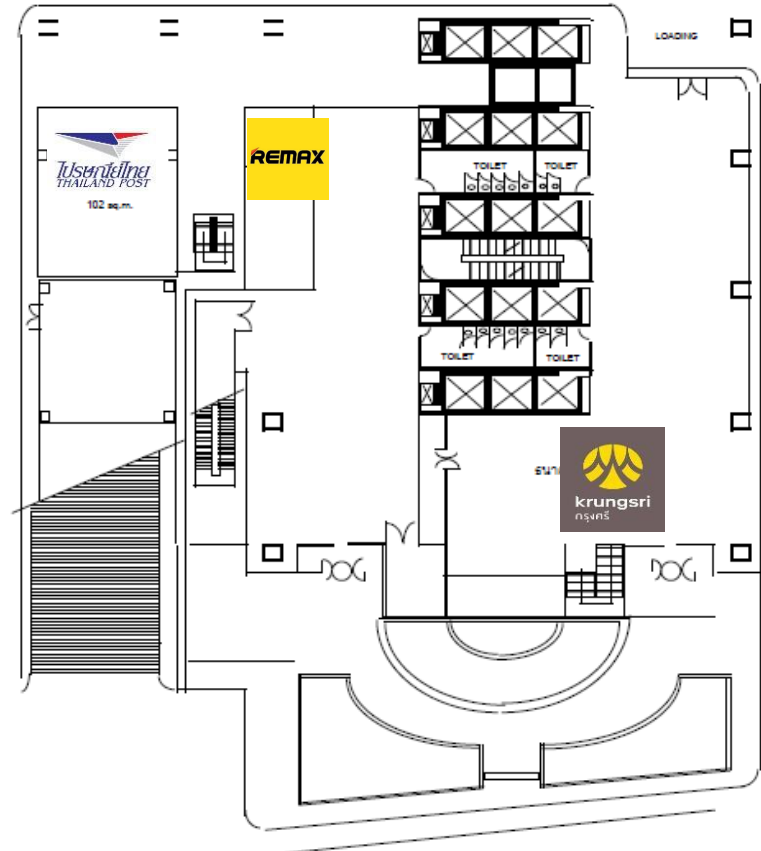 LOADING
ไปรษณีย์ไทย
THAILAND POST
102 sq.m.
REMAX
TOILET TOILET
TOILET TOILET
krungsri
กรุงศรี